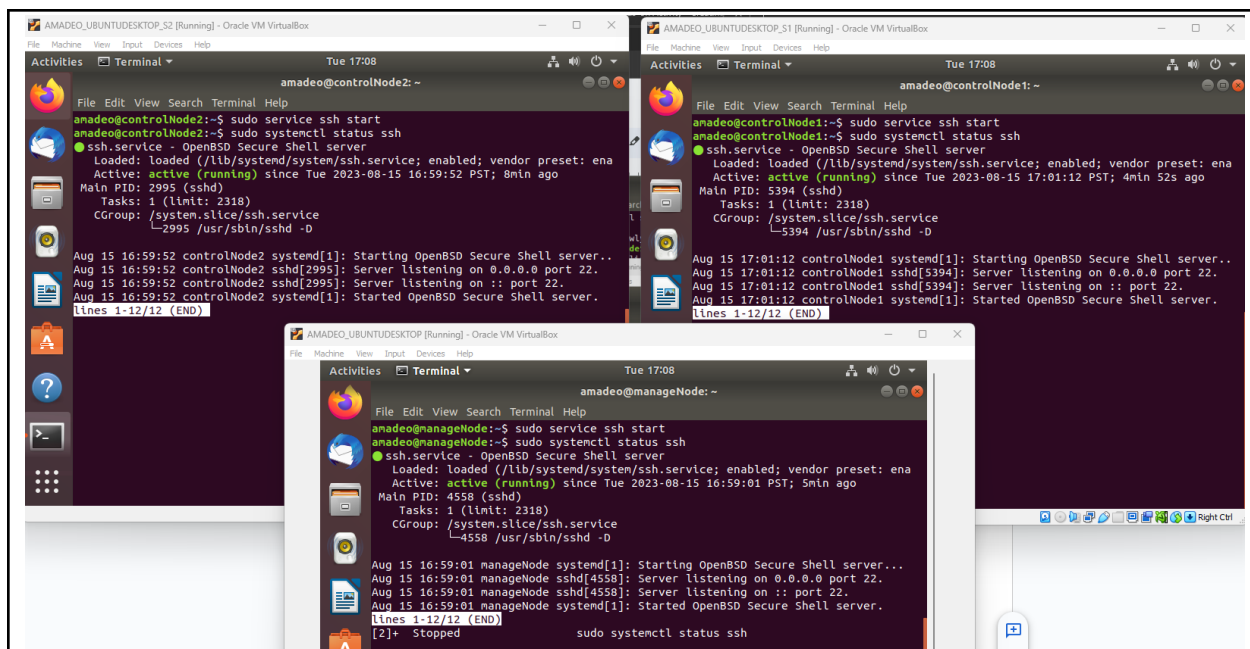 AMADEO_UBUNTUDESKTOP_S2 [Running] - Oracle VM VirtualBox
File Machine View Input Devices Help
Activities Terminal Tue 17:08
amadeo@controlNode2: ~
File Edit View Search Terminal Help
amadeo@controlNode2:~$ sudo service ssh start
amadeo@controlNode2:~$ sudo systemctl status ssh
● ssh.service - OpenBSD Secure Shell server
Loaded: loaded (/lib/systemd/system/ssh.service; enabled; vendor preset: ena
Active: active (running) since Tue 2023-08-15 16:59:52 PST; 8min ago
Main PID: 2995 (sshd)
Tasks: 1 (limit: 2318)
CGroup: /system.slice/ssh.service
└─2995 /usr/sbin/sshd -D
Aug 15 16:59:52 controlNode2 systemd[1]: Starting OpenBSD Secure Shell server..
Aug 15 16:59:52 controlNode2 sshd[2995]: Server listening on 0.0.0.0 port 22.
Aug 15 16:59:52 controlNode2 sshd[2995]: Server listening on :: port 22.
Aug 15 16:59:52 controlNode2 systemd[1]: Started OpenBSD Secure Shell server.
lines 1-12/12 (END)
AMADEO_UBUNTUDESKTOP_S1 [Running] - Oracle VM VirtualBox
File Machine View Input Devices Help
Activities Terminal Tue 17:08
amadeo@controlNode1: ~
File Edit View Search Terminal Help
amadeo@controlNode1:~$ sudo service ssh start
amadeo@controlNode1:~$ sudo systemctl status ssh
● ssh.service - OpenBSD Secure Shell server
Loaded: loaded (/lib/systemd/system/ssh.service; enabled; vendor preset: ena
Active: active (running) since Tue 2023-08-15 17:01:12 PST; 4min 52s ago
Main PID: 5394 (sshd)
Tasks: 1 (limit: 2318)
CGroup: /system.slice/ssh.service
└─5394 /usr/sbin/sshd -D
Aug 15 17:01:12 controlNode1 systemd[1]: Starting OpenBSD Secure Shell server..
Aug 15 17:01:12 controlNode1 sshd[5394]: Server listening on 0.0.0.0 port 22.
Aug 15 17:01:12 controlNode1 sshd[5394]: Server listening on :: port 22.
Aug 15 17:01:12 controlNode1 systemd[1]: Started OpenBSD Secure Shell server.
lines 1-12/12 (END)
Right Ctrl
AMADEO_UBUNTUDESKTOP [Running] - Oracle VM VirtualBox
File Machine View Input Devices Help
Activities Terminal Tue 17:08
amadeo@manageNode: ~
File Edit View Search Terminal Help
amadeo@manageNode:~$ sudo service ssh start
amadeo@manageNode:~$ sudo systemctl status ssh
● ssh.service - OpenBSD Secure Shell server
Loaded: loaded (/lib/systemd/system/ssh.service; enabled; vendor preset: ena
Active: active (running) since Tue 2023-08-15 16:59:01 PST; 5min ago
Main PID: 4558 (sshd)
Tasks: 1 (limit: 2318)
CGroup: /system.slice/ssh.service
└─4558 /usr/sbin/sshd -D
Aug 15 16:59:01 manageNode systemd[1]: Starting OpenBSD Secure Shell server...
Aug 15 16:59:01 manageNode sshd[4558]: Server listening on 0.0.0.0 port 22.
Aug 15 16:59:01 manageNode sshd[4558]: Server listening on :: port 22.
Aug 15 16:59:01 manageNode systemd[1]: Started OpenBSD Secure Shell server.
lines 1-12/12 (END)
[2]+ Stopped sudo systemctl status ssh